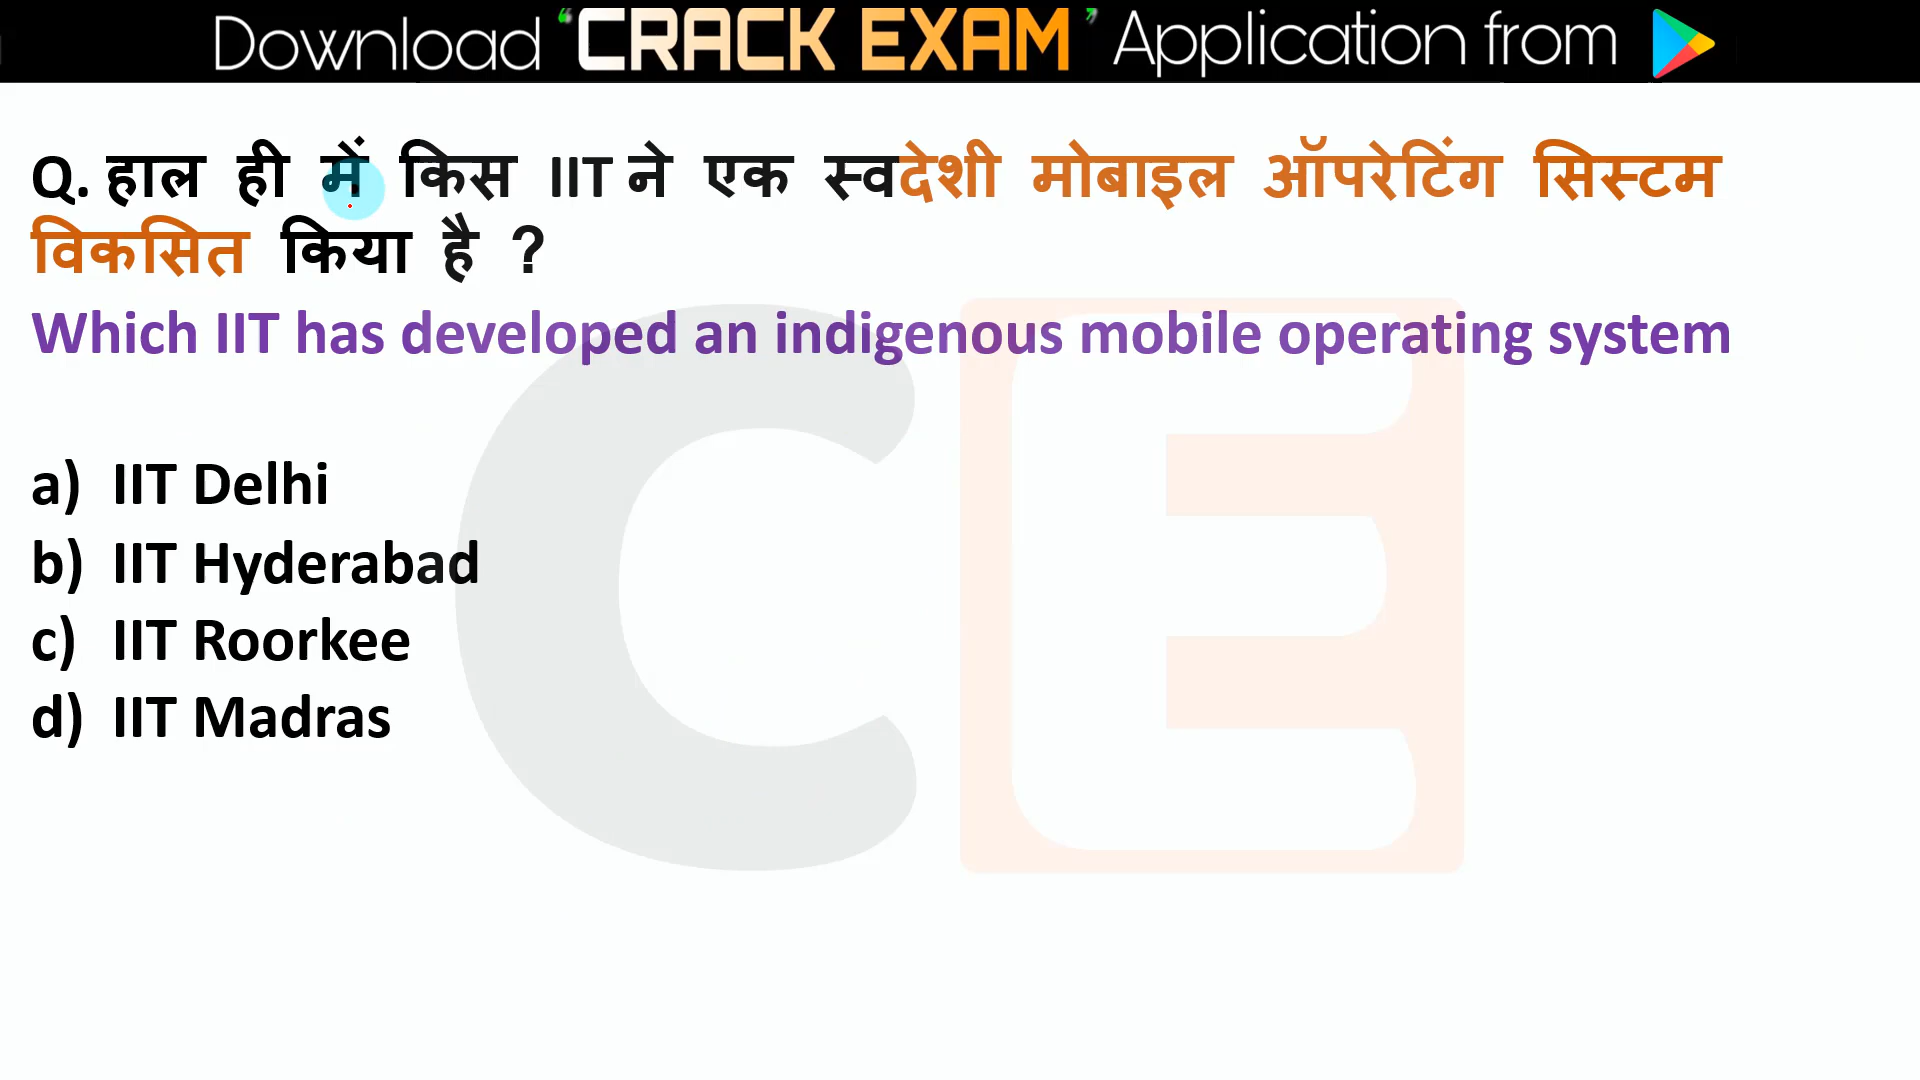 Download ‘CRACK EXAM’ Application from
Q. हाल ही में किस IIT ने एक स्वदेशी मोबाइल ऑपरेटिंग सिस्टम
विकसित किया है ?
Which IIT has developed an indigenous mobile operating system
a) IIT Delhi
b) IIT Hyderabad
c) IIT Roorkee
d) IIT Madras
CE